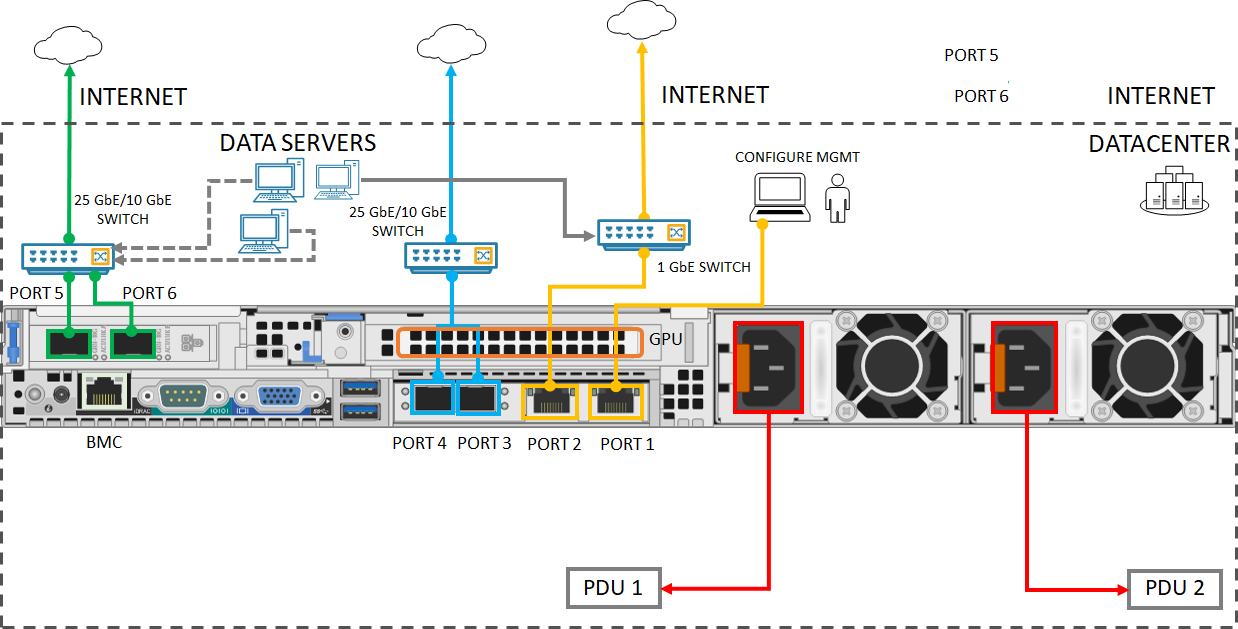 PORT 5
INTERNET
INTERNET
PORT 6
INTERNET
DATA SERVERS
DATACENTER
CONFIGURE MGMT
25 GbE/10 GbE
SWITCH
25 GbE/10 GbE
SWITCH
1 GbE SWITCH
PORT 5
PORT 6
GPU
iDRAC
BMC
PORT 4
PORT 3
PORT 2
PORT 1
PDU 1
PDU 2